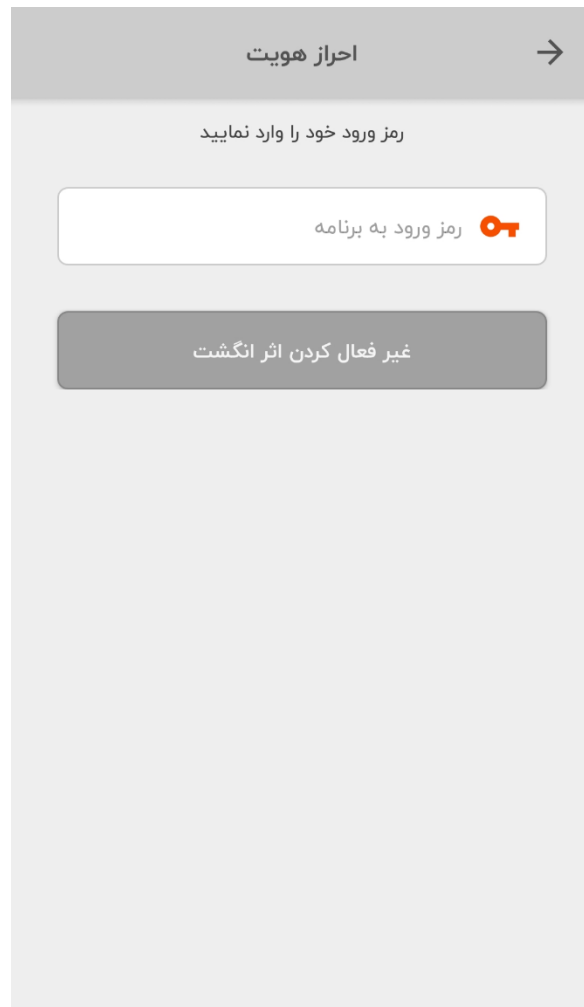 احراز هویت
رمز ورود خود را وارد نمایید
رمز ورود به برنامه
غیر فعال کردن اثر انگشت